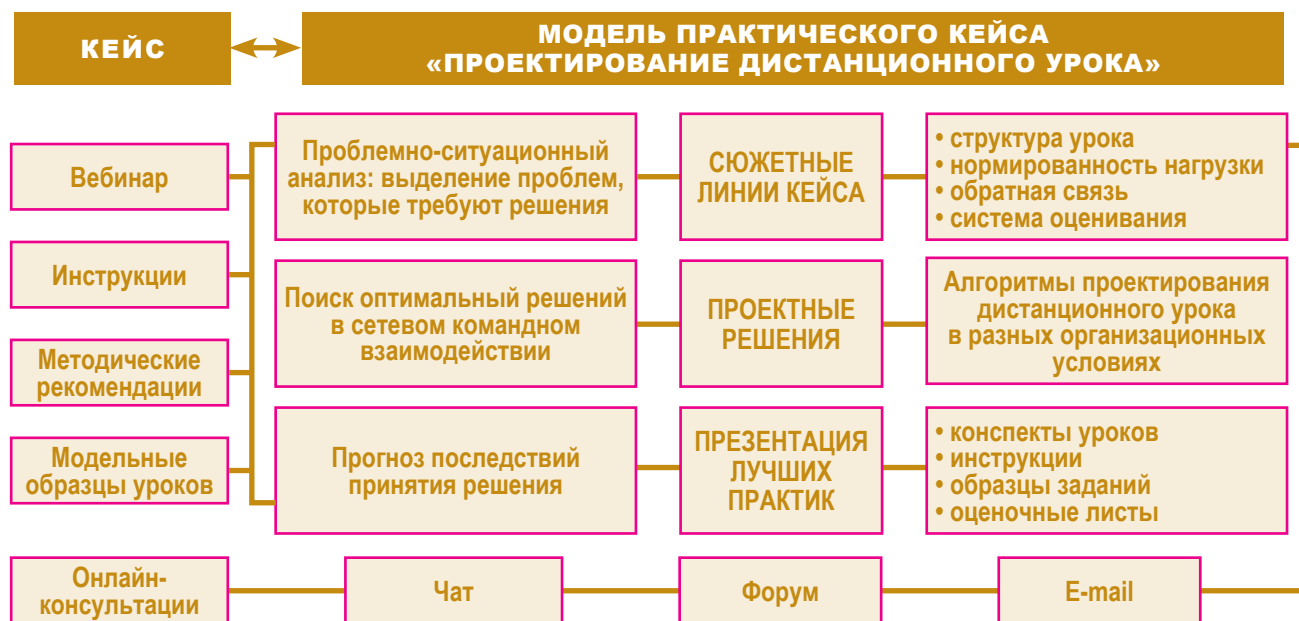 КЕЙС
МОДЕЛЬ ПРАКТИЧЕСКОГО КЕЙСА
«ПРОЕКТИРОВАНИЕ ДИСТАНЦИОННОГО УРОКА»
Вебинар
Инструкции
Методические
рекомендации
Модельные
образцы уроков
Проблемно-ситуационный
анализ: выделение проблем,
которые требуют решения
СЮЖЕТНЫЕ
ЛИНИИ КЕЙСА
• структура урока
• нормированность нагрузки
• обратная связь
• система оценивания
Поиск оптимальный решений
в сетевом командном
взаимодействии
ПРОЕКТНЫЕ
РЕШЕНИЯ
Алгоритмы проектирования
дистанционного урока
в разных организационных
условиях
Прогноз последствий
принятия решения
ПРЕЗЕНТАЦИЯ
ЛУЧШИХ
ПРАКТИК
• конспекты уроков
• инструкции
• образцы заданий
• оценочные листы
Онлайн-
консультации
Чат
Форум
E-mail